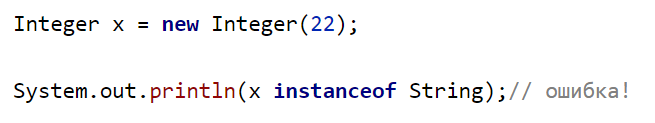 Integer x = new Integer(22);
System.out.println(x instanceof String);// ошибка!